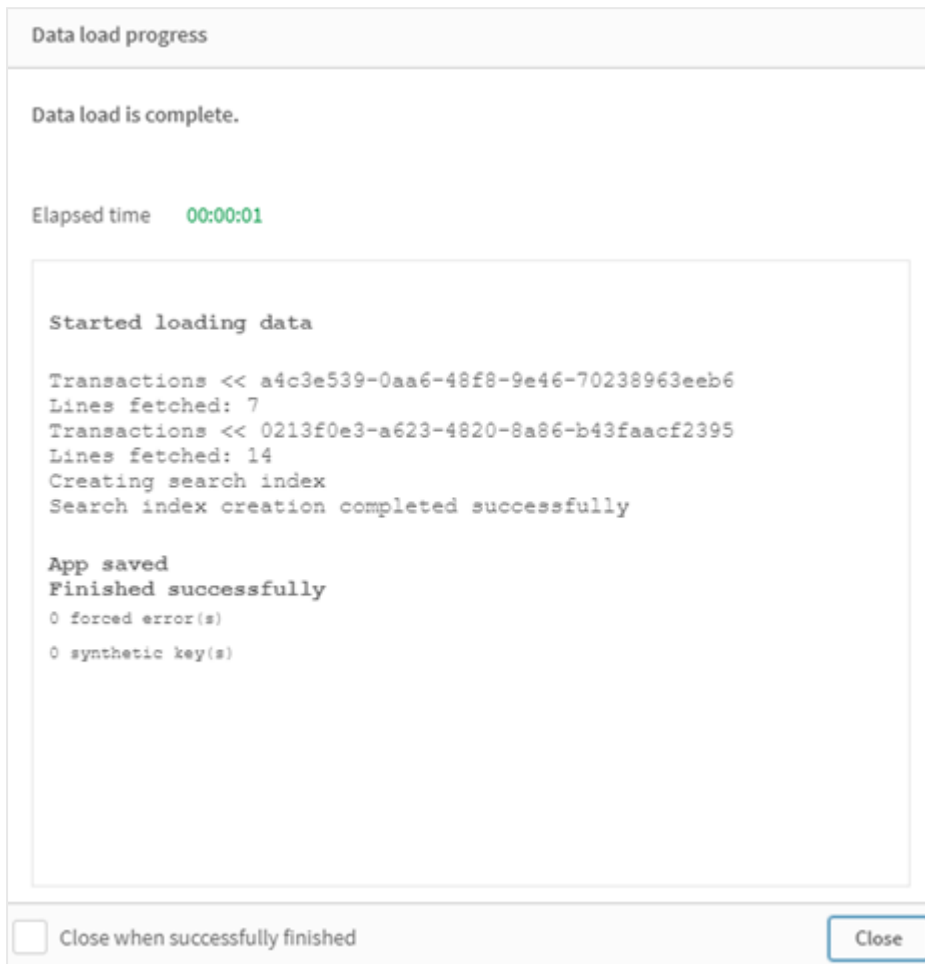 Data load progress
Data load is complete.
Elapsed time 00:00:01
Started loading data
Transactions << a4c3e539-0aa6-48f8-9e46-70238963eeb6
Lines fetched: 7
Transactions << 0213f0e3-a623-4820-8a86-b43faacf2395
Lines fetched: 14
Creating search index
Search index creation completed successfully
App saved
Finished successfully
0 forced error(s)
0 synthetic key(s)
Close when successfully finished
Close